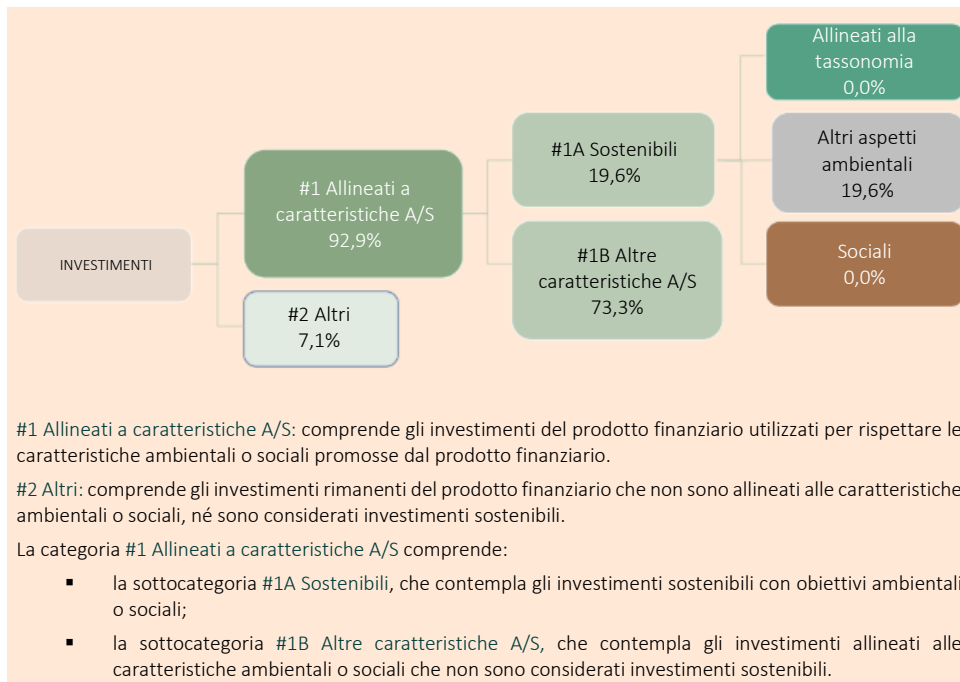 Allineati alla
tassonomia
0,0%
#1A Sostenibili
19,6%
Altri aspetti
ambientali
19,6%
#1 Allineati a
caratteristiche A/S
92,9%
INVESTIMENTI
#1B Altre
caratteristiche A/S
73,3%
Sociali
0,0%
#2 Altri
7,1%
#1 Allineati a caratteristiche A/S: comprende gli investimenti del prodotto finanziario utilizzati per rispettare le
caratteristiche ambientali o sociali promosse dal prodotto finanziario.
#2 Altri: comprende gli investimenti rimanenti del prodotto finanziario che non sono allineati alle caratteristiche
ambientali o sociali, né sono considerati investimenti sostenibili.
La categoria #1 Allineati a caratteristiche A/S comprende:
▪ la sottocategoria #1A Sostenibili, che contempla gli investimenti sostenibili con obiettivi ambientali
o sociali;
▪ la sottocategoria #1B Altre caratteristiche A/S, che contempla gli investimenti allineati alle
caratteristiche ambientali o sociali che non sono considerati investimenti sostenibili.